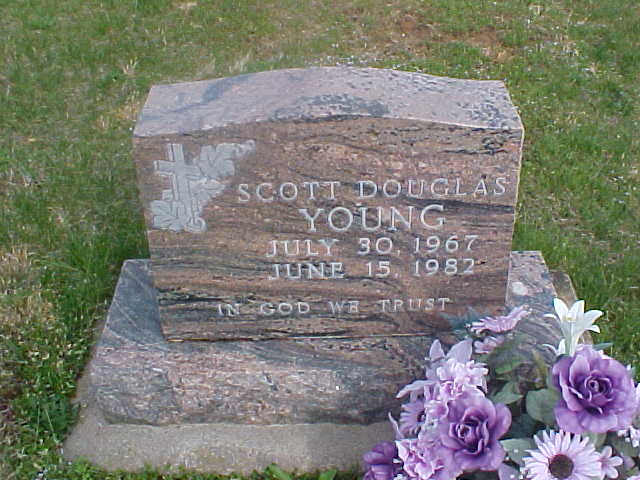 SCOTT DOUGLAS
YOUNG
JULY 30, 1967
JUNE 15, 1982
IN GOD WE TRUST